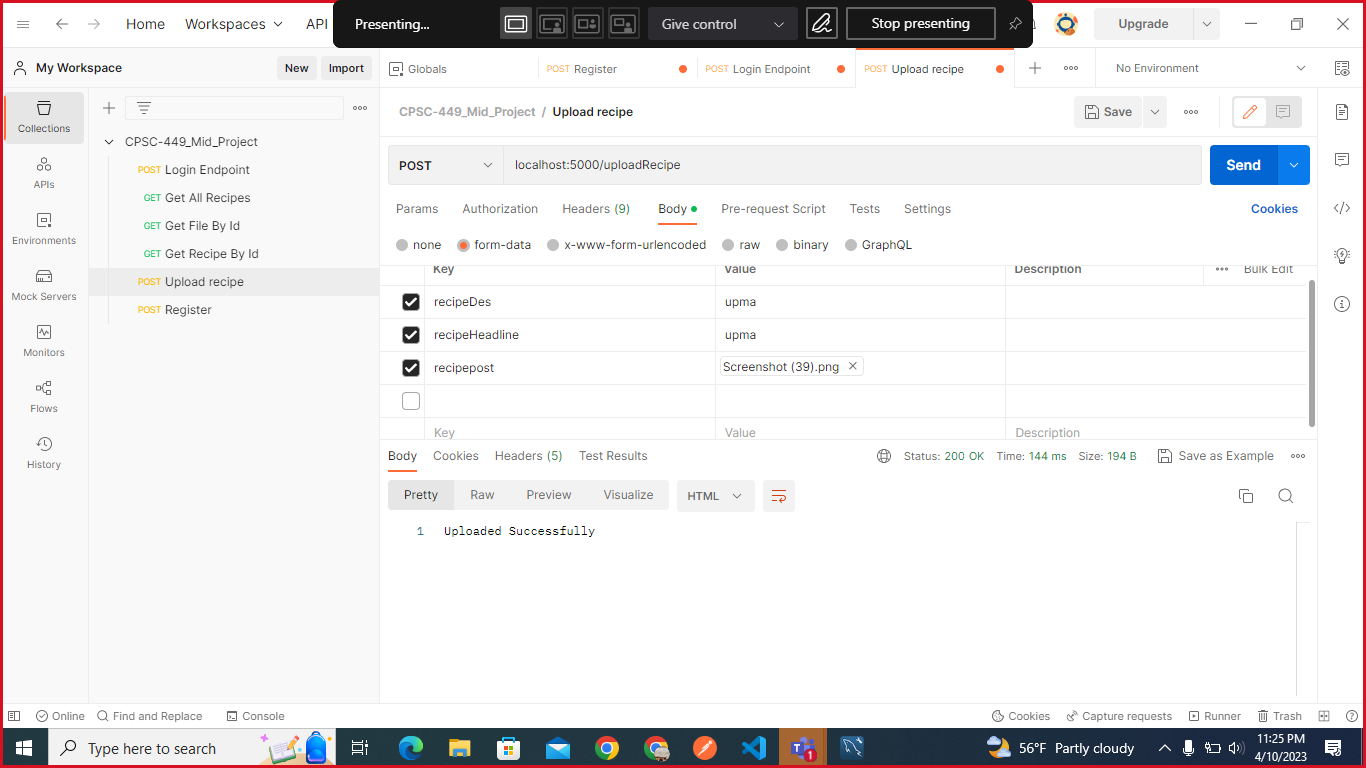 Home Workspaces API
Presenting... Give control Stop presenting
Upgrade
My Workspace New Import
Globals POST Register POST Login Endpoint POST Upload recipe No Environment
Collections
APIs
Environments
Mock Servers
Monitors
Flows
History
CPSC-449_Mid_Project
POST Login Endpoint
GET Get All Recipes
GET Get File By Id
GET Get Recipe By Id
POST Upload recipe
POST Register
CPSC-449_Mid_Project / Upload recipe Save
POST localhost:5000/uploadRecipe Send
Params Authorization Headers (9) Body Pre-request Script Tests Settings Cookies
none form-data x-www-form-urlencoded raw binary GraphQL
Key Value Description Bulk Edit
recipeDes upma
recipeHeadline upma
recipepost Screenshot (39).png
Key Value Description
Body Cookies Headers (5) Test Results Status: 200 OK Time: 144 ms Size: 194 B Save as Example
Pretty Raw Preview Visualize HTML
1 Uploaded Successfully
Online Find and Replace Console Cookies Capture requests Runner Trash
Type here to search 1 56°F Partly cloudy 11:25 PM
4/10/2023